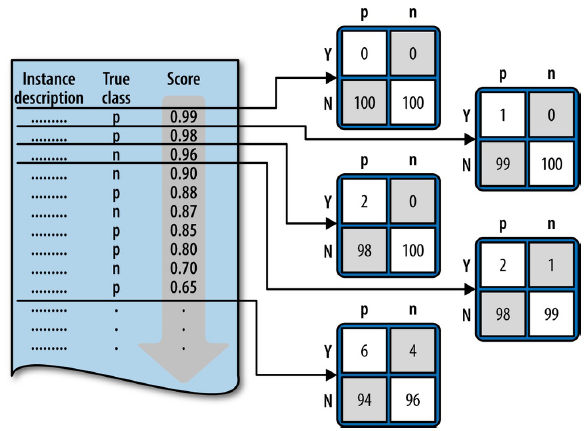 Instance description True class Score
......... p 0.99
......... p 0.98
......... n 0.96
......... n 0.90
......... p 0.88
......... n 0.87
......... p 0.85
......... p 0.80
......... n 0.70
......... p 0.65
......... . .
......... . .
......... . .
p n
Y 0 0
N 100 100
p n
Y 1 0
N 99 100
p n
Y 2 0
N 98 100
p n
Y 2 1
N 98 99
p n
Y 6 4
N 94 96